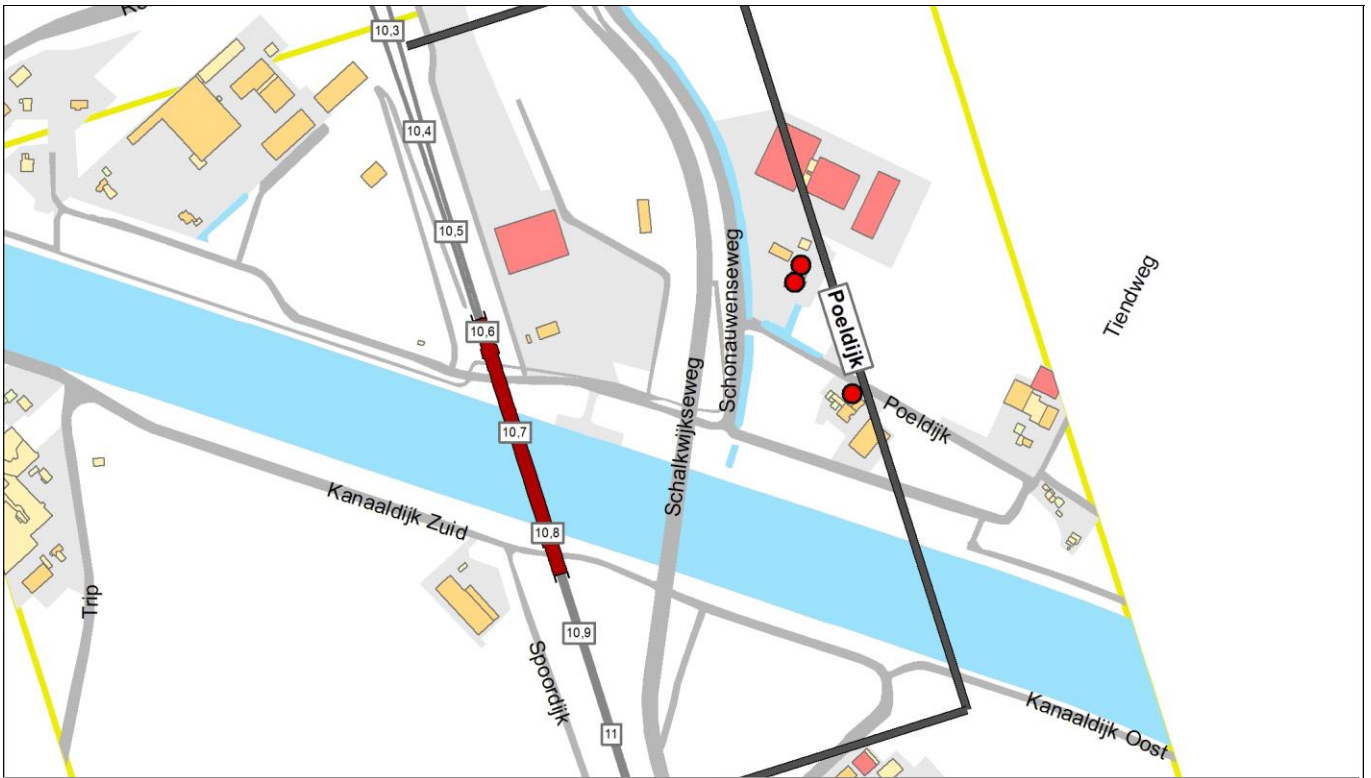 10,3
10,4
10,5
10,6
10,7
10,8
10,9
11
Schonauwenseweg
Schalkwijkseweg
Poeldijk
Poeldijk
Tiendweg
Kanaaldijk Zuid
Trip
Spoordijk
Kanaaldijk Oost